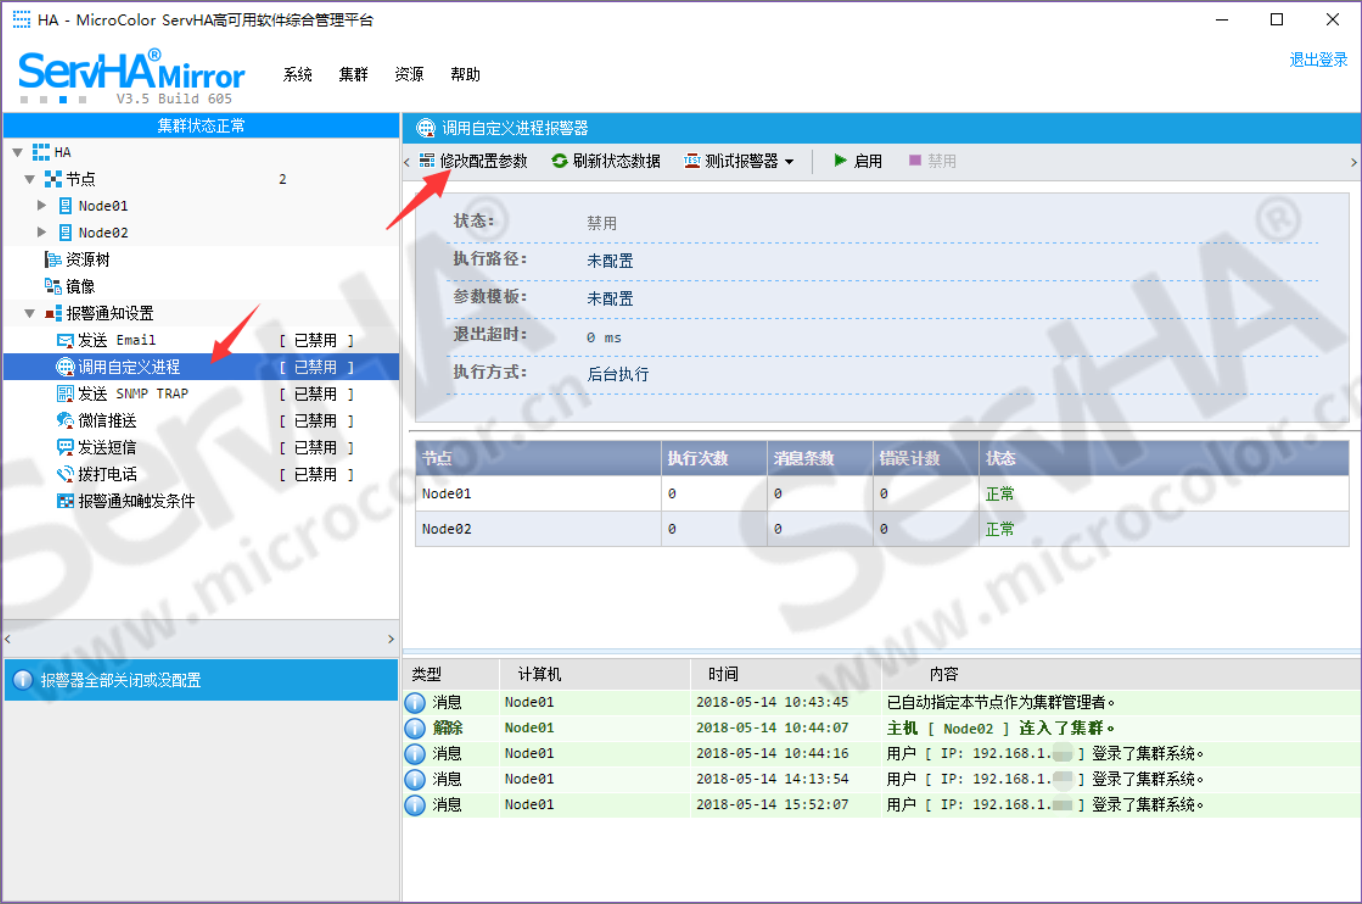 HA - MicroColor ServHA高可用软件综合管理平台
ServHA® Mirror
V3.5 Build 605
系统 集群 资源 帮助
退出登录
集群状态正常
HA
节点 2
Node01
Node02
资源树
镜像
报警通知设置
发送 Email [ 已禁用 ]
调用自定义进程 [ 已禁用 ]
发送 SNMP TRAP [ 已禁用 ]
微信推送 [ 已禁用 ]
发送短信 [ 已禁用 ]
拨打电话 [ 已禁用 ]
报警通知触发条件
报警器全部关闭或没配置
调用自定义进程报警器
修改配置参数 刷新状态数据 TEST 测试报警器 启用 禁用
状态： 禁用
执行路径： 未配置
参数模板： 未配置
退出超时： 0 ms
执行方式： 后台执行
节点 执行次数 消息条数 错误计数 状态
Node01 0 0 0 正常
Node02 0 0 0 正常
类型 计算机 时间 内容
消息 Node01 2018-05-14 10:43:45 已自动指定本节点作为集群管理者。
解除 Node01 2018-05-14 10:44:07 主机 [ Node02 ] 连入了集群。
消息 Node01 2018-05-14 10:44:16 用户 [ IP: 192.168.1. ] 登录了集群系统。
消息 Node01 2018-05-14 14:13:54 用户 [ IP: 192.168.1. ] 登录了集群系统。
消息 Node01 2018-05-14 15:52:07 用户 [ IP: 192.168.1. ] 登录了集群系统。
ServHA®
www.microcolor.cn
ServHA®
www.microcolor.cn